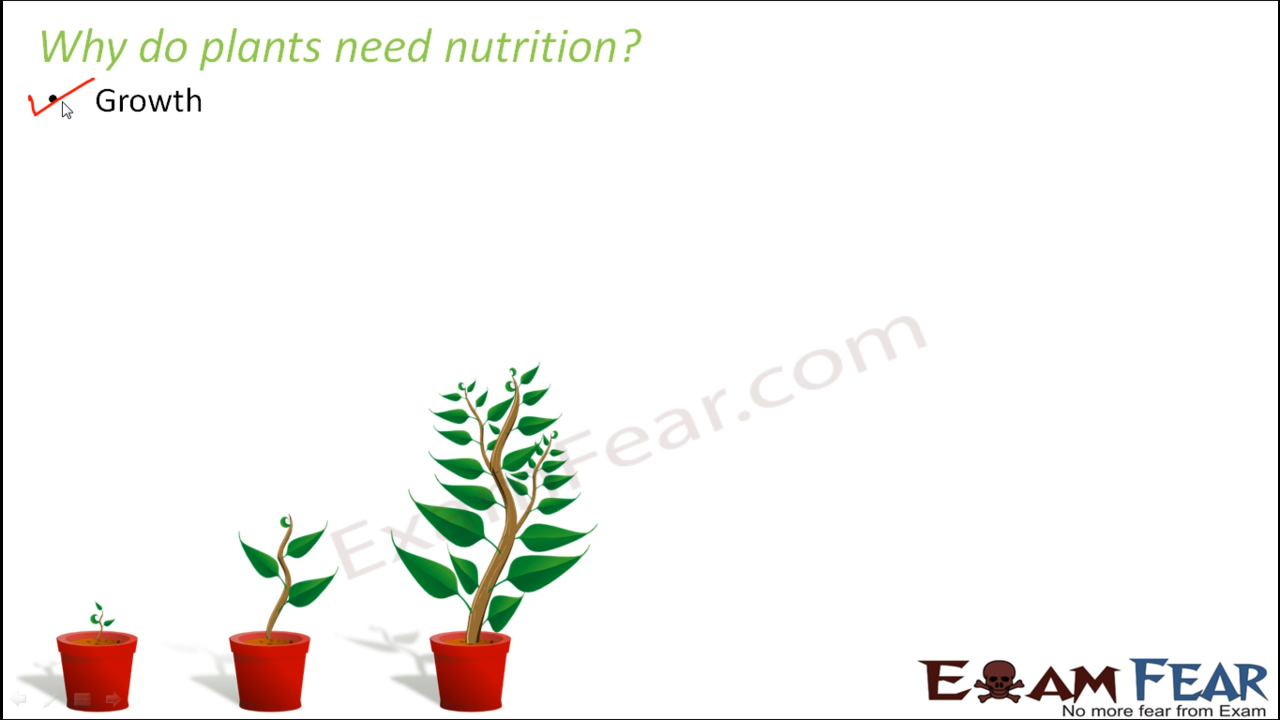 Why do plants need nutrition?
• Growth
ExamFear.com
EXAM FEAR
No more fear from Exam